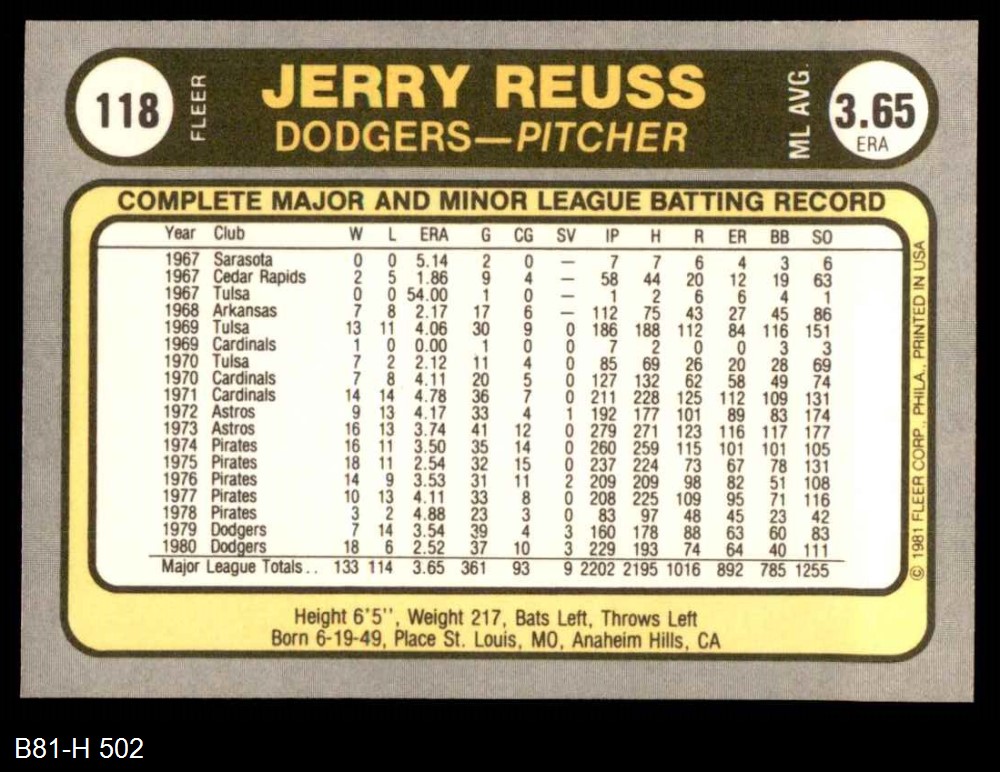 118 FLEER JERRY REUSS ML AVG. 3.65
DODGERS—PITCHER ERA
COMPLETE MAJOR AND MINOR LEAGUE BATTING RECORD
Year Club W L ERA G CG SV IP H R ER BB SO
1967 Sarasota 0 0 5.14 2 0 — 7 7 6 4 3 6
1967 Cedar Rapids 2 5 1.86 9 4 — 58 44 20 12 19 63
1967 Tulsa 0 0 54.00 1 0 — 1 2 6 6 4 1
1968 Arkansas 7 8 2.17 17 6 — 112 75 43 27 45 86
1969 Tulsa 13 11 4.06 30 9 0 186 188 112 84 116 151
1969 Cardinals 1 0 0.00 1 0 0 7 2 0 0 3 3
1970 Tulsa 7 2 2.12 11 4 0 85 69 26 20 28 69
1970 Cardinals 7 8 4.11 20 5 0 127 132 62 58 49 74
1971 Cardinals 14 14 4.78 36 7 0 211 228 125 112 109 131
1972 Astros 9 13 4.17 33 4 1 192 177 101 89 83 174
1973 Astros 16 13 3.74 41 12 0 279 271 123 116 117 177
1974 Pirates 16 11 3.50 35 14 0 260 259 115 101 101 105
1975 Pirates 18 11 2.54 32 15 0 237 224 73 67 78 131
1976 Pirates 14 9 3.53 31 11 2 209 209 98 82 51 108
1977 Pirates 10 13 4.11 33 8 0 208 225 109 95 71 116
1978 Pirates 3 2 4.88 23 3 0 83 97 48 45 23 42
1979 Dodgers 7 14 3.54 39 4 3 160 178 88 63 60 83
1980 Dodgers 18 6 2.52 37 10 3 229 193 74 64 40 111
Major League Totals.. 133 114 3.65 361 93 9 2202 2195 1016 892 785 1255
Height 6'5'', Weight 217, Bats Left, Throws Left
Born 6-19-49, Place St. Louis, MO, Anaheim Hills, CA
© 1981 FLEER CORP., PHILA., PRINTED IN USA
B81-H 502